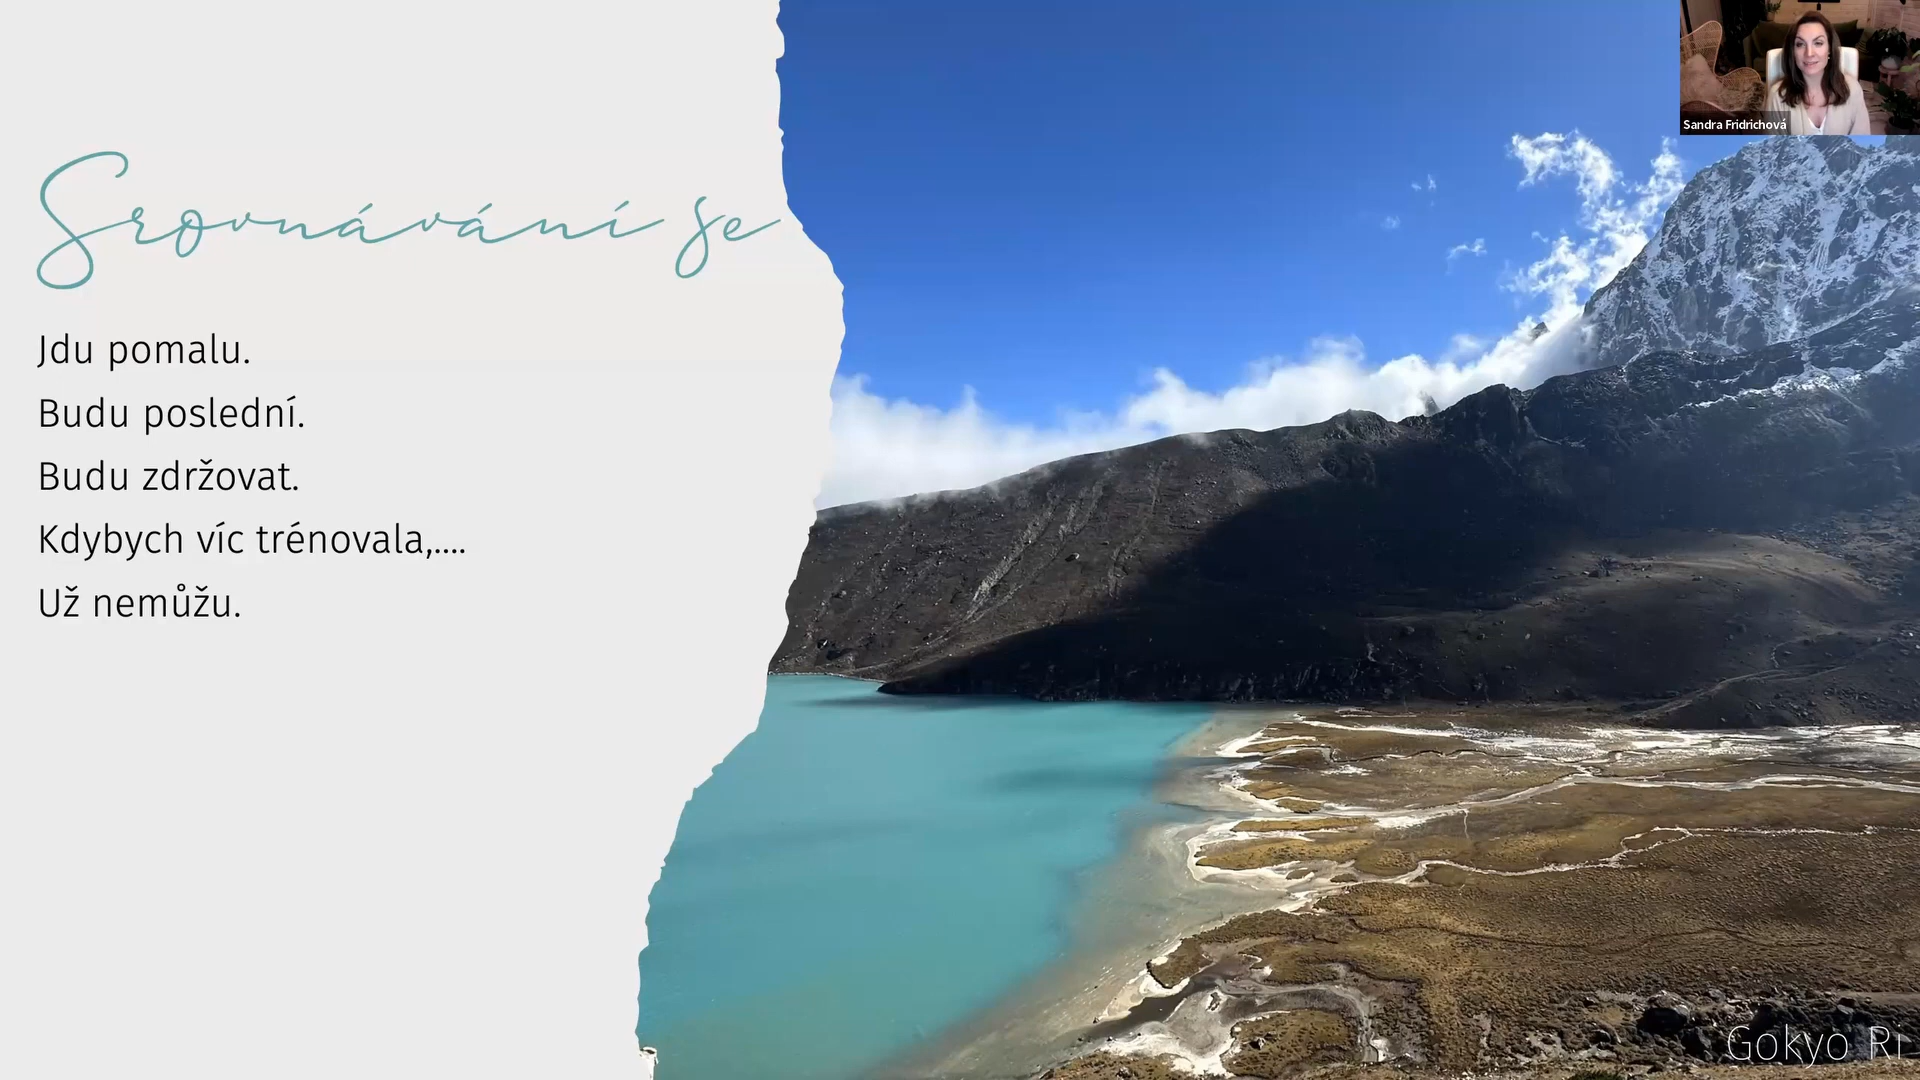 Srovnávání se
Jdu pomalu.
Budu poslední.
Budu zdržovat.
Kdybych víc trénovala,....
Už nemůžu.
Sandra Fridrichová
Gokyo Ri